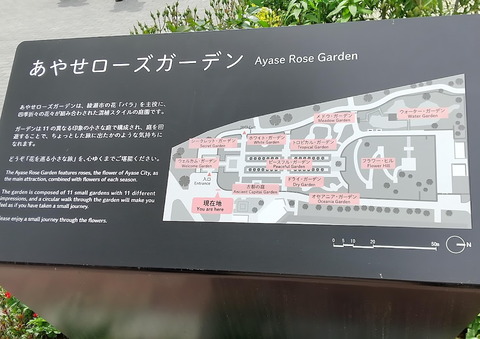 あやせローズガーデン Ayase Rose Garden
あやせローズガーデンは、綾瀬市の花「バラ」を主役に、
四季折々の花々が組み合わされた混植スタイルの庭園です。
ガーデンは11の異なる印象の小さな庭で構成され、庭を回
遊することで、ちょっとした旅に出たかのような気持ちに
なれます。
どうぞ「花を巡る小さな旅」を、心ゆくまでご堪能ください。
The Ayase Rose Garden features roses, the flower of Ayase City, as
the main attraction, combined with flowers of each season.
The garden is composed of 11 small gardens with 11 different
impressions, and a circular walk through the garden will make you
feel as if you have taken a small journey.
Please enjoy a small journey through the flowers.
メドウ・ガーデン
Meadow Garden
ウォーター・ガーデン
Water Garden
シークレット・ガーデン
Secret Garden
ホワイト・ガーデン
White Garden
トロピカル・ガーデン
Tropical Garden
ウェルカム・ガーデン
Welcome Garden
ピースフル・ガーデン
Peaceful Garden
フラワー・ヒル
Flower Hill
入口
Entrance
古都の庭
Ancient Capital Garden
ドライ・ガーデン
Dry Garden
オセアニア・ガーデン
Oceania Garden
現在地
You are here
0 5 10 20 50m
N